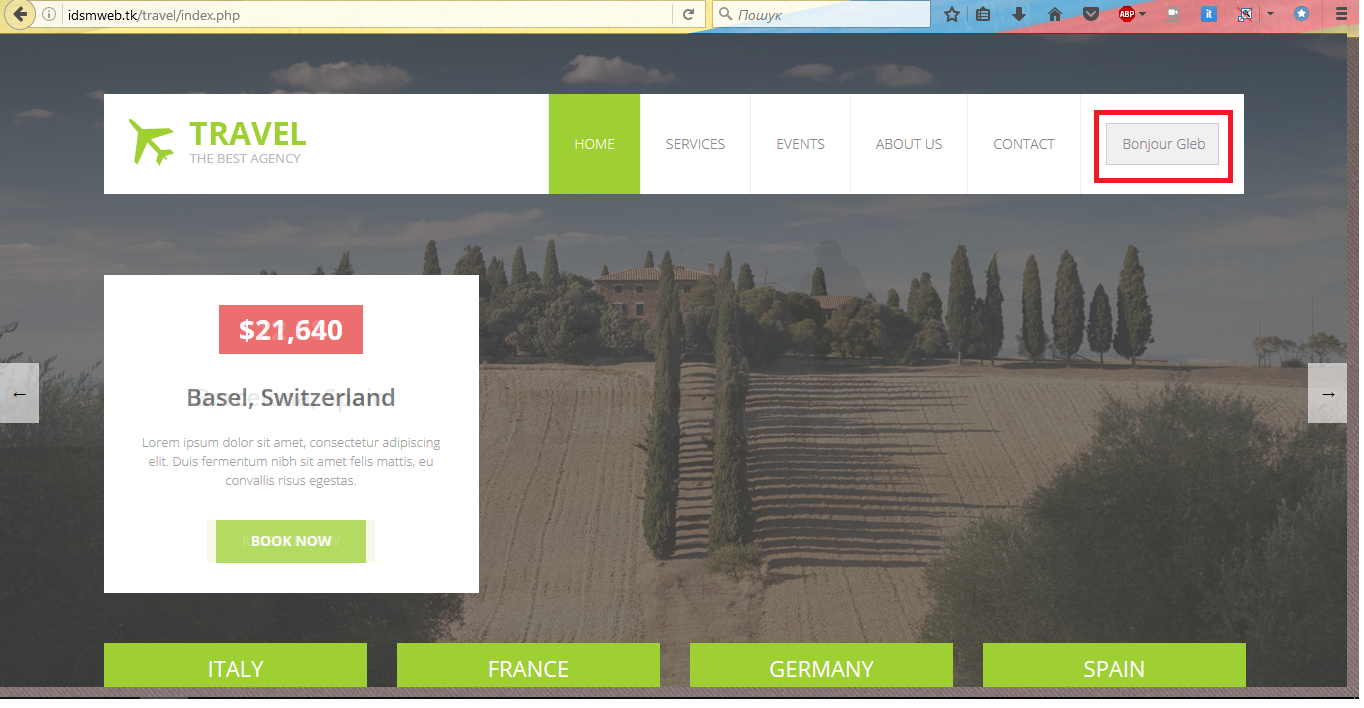 idsmweb.tk/travel/index.php
Пошук
ABP
it
TRAVEL
THE BEST AGENCY
HOME
SERVICES
EVENTS
ABOUT US
CONTACT
Bonjour Gleb
$21,640
Basel, Switzerland
Lorem ipsum dolor sit amet, consectetur adipiscing
elit. Duis fermentum nibh sit amet felis mattis, eu
convallis risus egestas.
BOOK NOW
←
→
ITALY
FRANCE
GERMANY
SPAIN